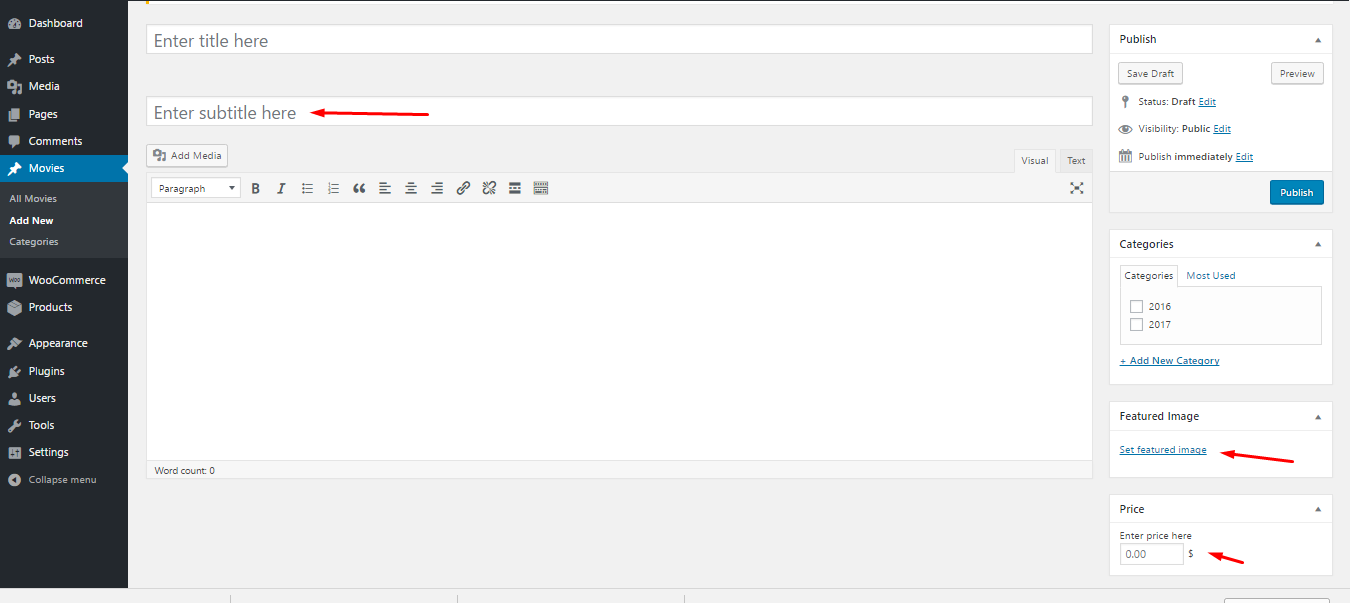 Dashboard
Posts
Media
Pages
Comments
Movies
All Movies
Add New
Categories
WOO WooCommerce
Products
Appearance
Plugins
Users
Tools
Settings
Collapse menu
Enter title here
Enter subtitle here
Add Media
Visual Text
Paragraph B I
Word count: 0
Publish
Save Draft Preview
Status: Draft Edit
Visibility: Public Edit
Publish immediately Edit
Publish
Categories
Categories Most Used
2016
2017
+ Add New Category
Featured Image
Set featured image
Price
Enter price here
0.00 $